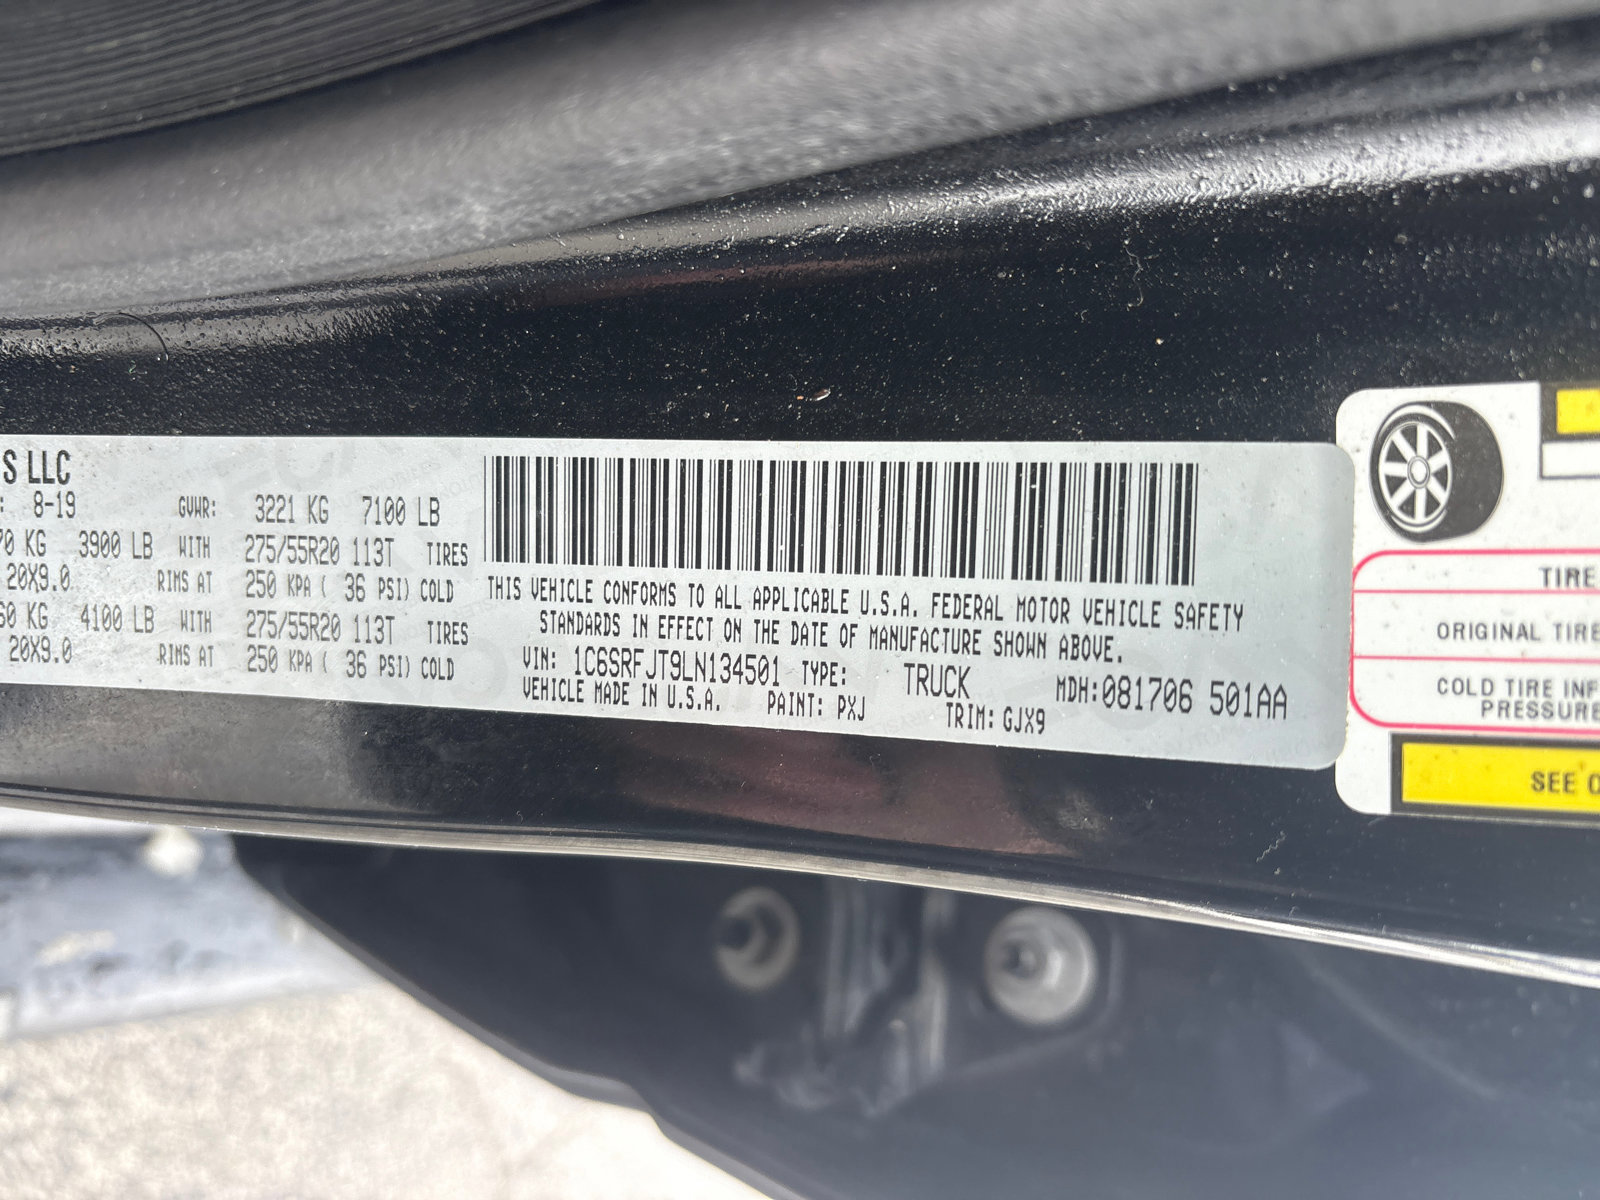 S LLC
: 8-19 GVWR: 3221 KG 7100 LB
70 KG 3900 LB WITH 275/55R20 113T TIRES
20X9.0 RIMS AT 250 KPA ( 36 PSI) COLD
60 KG 4100 LB WITH 275/55R20 113T TIRES
20X9.0 RIMS AT 250 KPA ( 36 PSI) COLD
THIS VEHICLE CONFORMS TO ALL APPLICABLE U.S.A. FEDERAL MOTOR VEHICLE SAFETY
STANDARDS IN EFFECT ON THE DATE OF MANUFACTURE SHOWN ABOVE.
VIN: 1C6SRFJT9LN134501 TYPE: TRUCK MDH:081706 501AA
VEHICLE MADE IN U.S.A. PAINT: PXJ TRIM: GJX9
TIRE
ORIGINAL TIRE
COLD TIRE INF
PRESSURE
SEE O